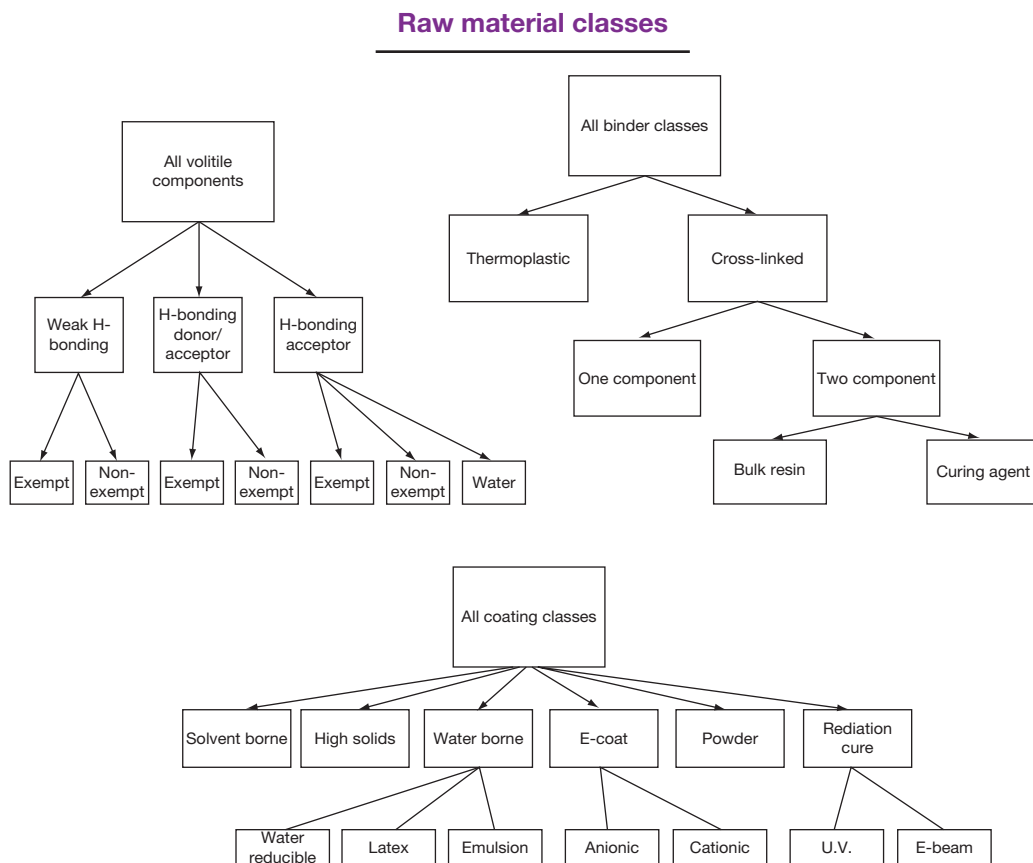 Raw material classes
All volitile
components
Weak H-
bonding
H-bonding
donor/
acceptor
H-bonding
acceptor
Exempt
Non-
exempt
Exempt
Non-
exempt
Exempt
Non-
exempt
Water
All binder classes
Thermoplastic
Cross-linked
One component
Two component
Bulk resin
Curing agent
All coating classes
Solvent borne
High solids
Water borne
E-coat
Powder
Rediation
cure
Water
reducible
Latex
Emulsion
Anionic
Cationic
U.V.
E-beam